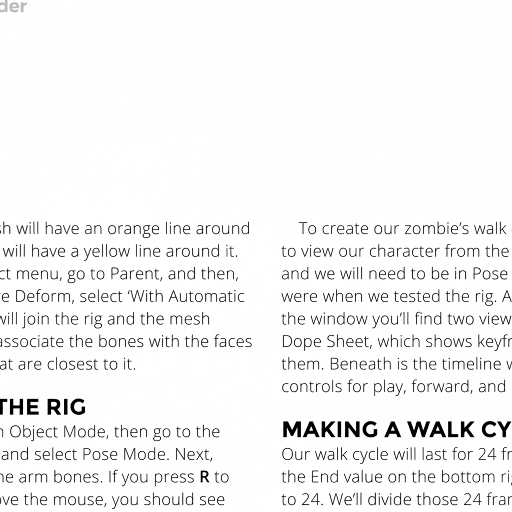 der
sh will have an orange line around
will have a yellow line around it.
ct menu, go to Parent, and then,
re Deform, select ‘With Automatic
will join the rig and the mesh
associate the bones with the faces
at are closest to it.
THE RIG
n Object Mode, then go to the
and select Pose Mode. Next,
he arm bones. If you press R to
ove the mouse, you should see
To create our zombie’s walk
to view our character from the
and we will need to be in Pose
were when we tested the rig. A
the window you’ll find two view
Dope Sheet, which shows keyfr
them. Beneath is the timeline w
controls for play, forward, and
MAKING A WALK CY
Our walk cycle will last for 24 fr
the End value on the bottom rig
to 24. We’ll divide those 24 fram